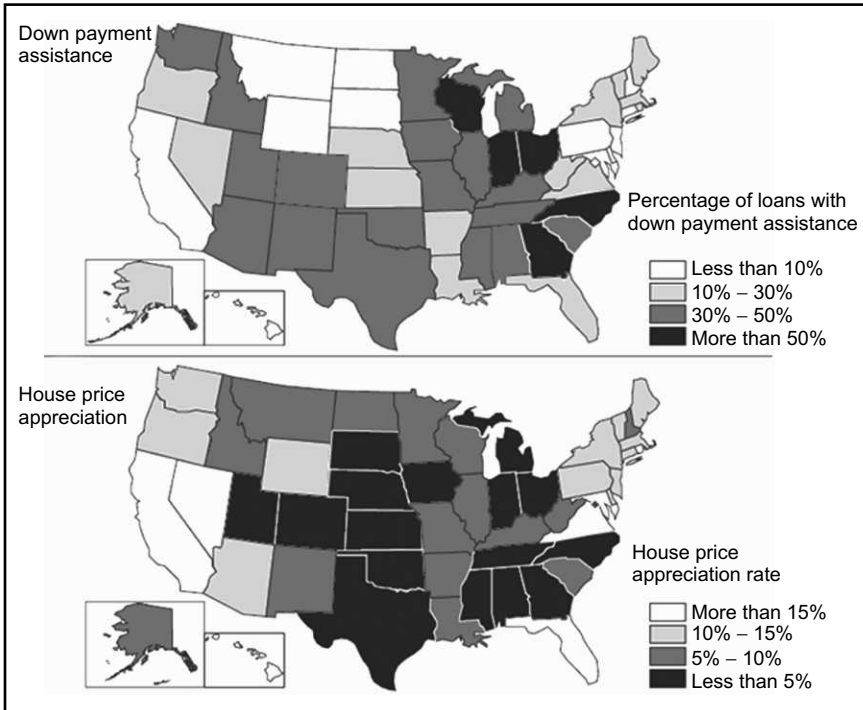 Down payment
assistance
Percentage of loans with
down payment assistance
Less than 10%
10% – 30%
30% – 50%
More than 50%
House price
appreciation
House price
appreciation rate
More than 15%
10% – 15%
5% – 10%
Less than 5%